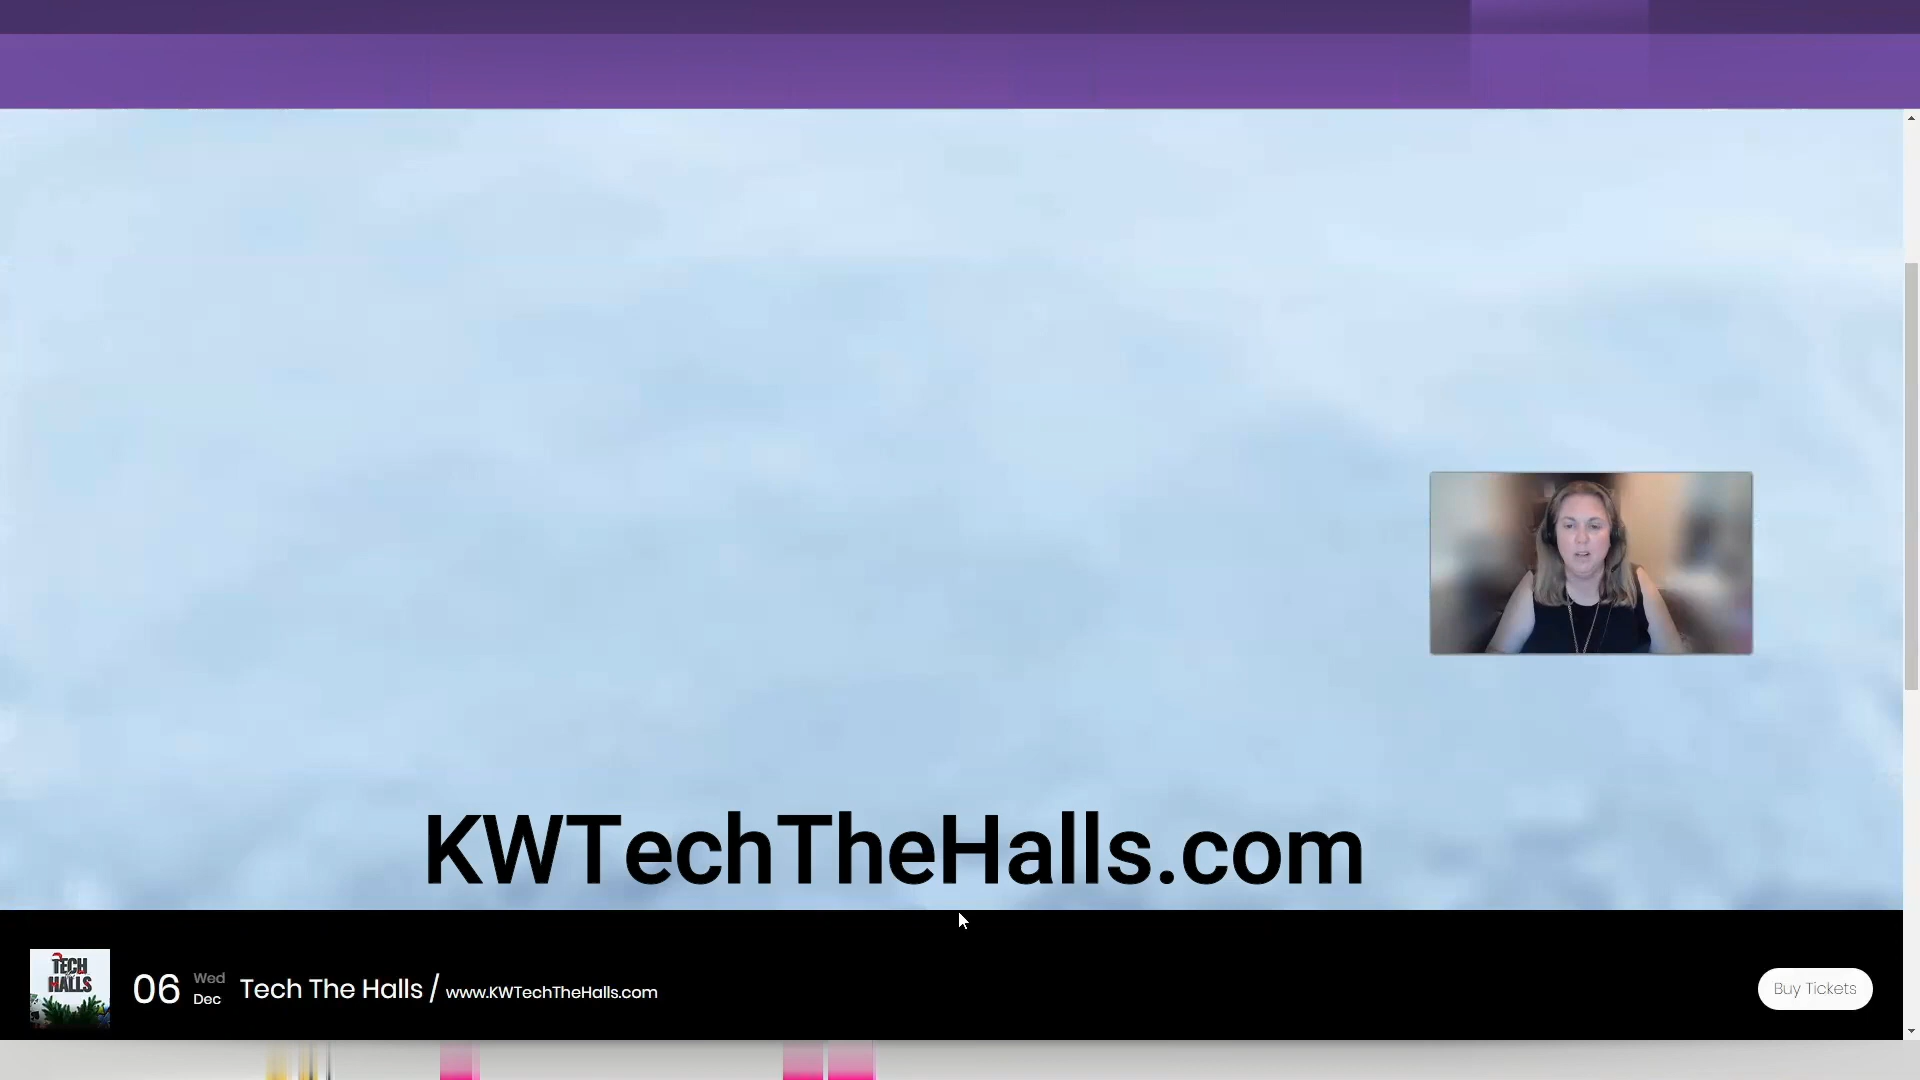 KWTechTheHalls.com
TECH
HALLS
06
Wed
Dec
Tech The Halls / www.KWTechTheHalls.com
Buy Tickets